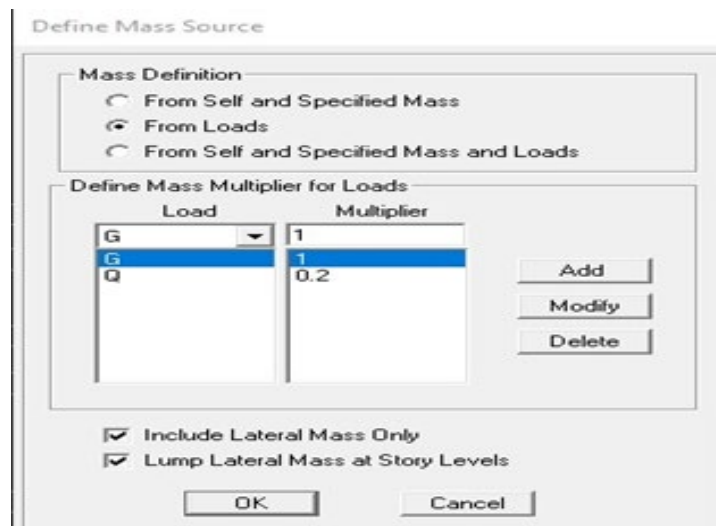 Define Mass Source
Mass Definition
From Self and Specified Mass
From Loads
From Self and Specified Mass and Loads
Define Mass Multiplier for Loads
Load Multiplier
G 1
G 1
Q 0.2
Add
Modify
Delete
Include Lateral Mass Only
Lump Lateral Mass at Story Levels
OK Cancel